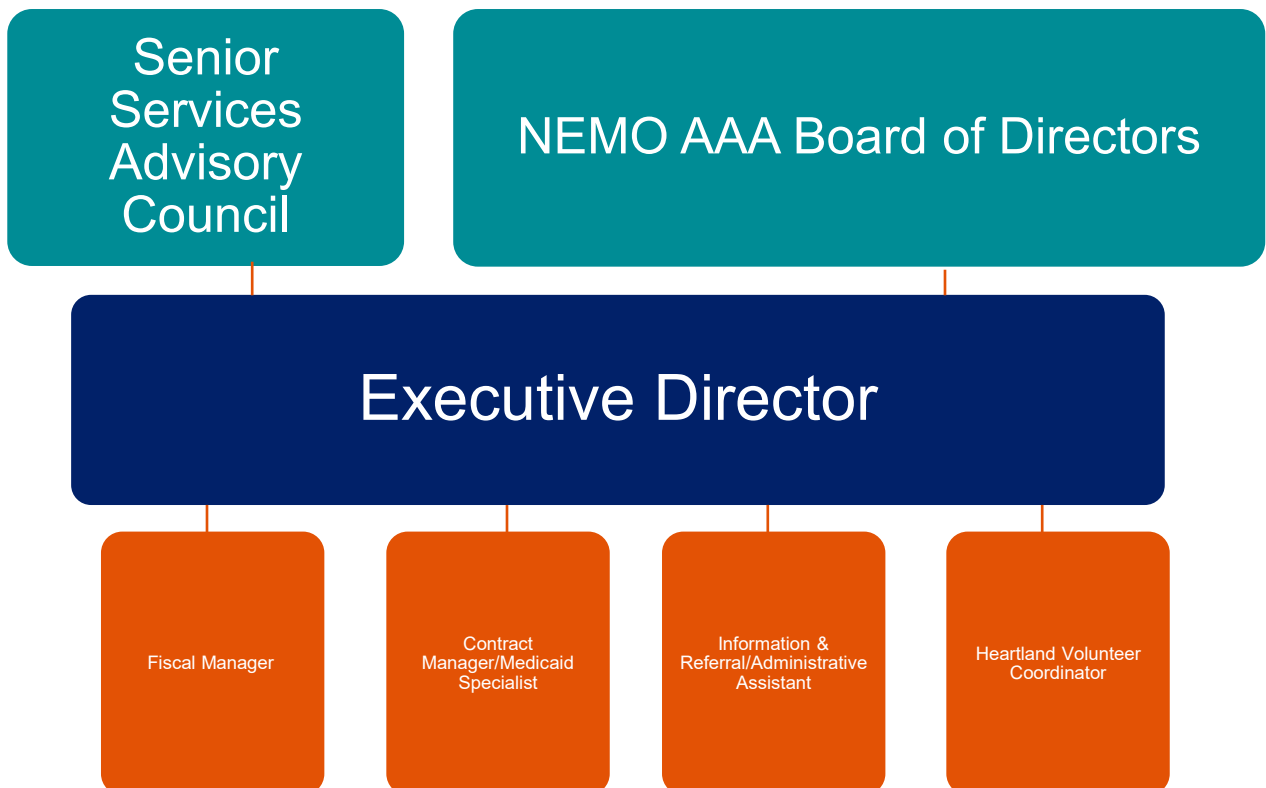 Senior
Services
Advisory
Council
NEMO AAA Board of Directors
Executive Director
Fiscal Manager
Contract
Manager/Medicaid
Specialist
Information &
Referral/Administrative
Assistant
Heartland Volunteer
Coordinator